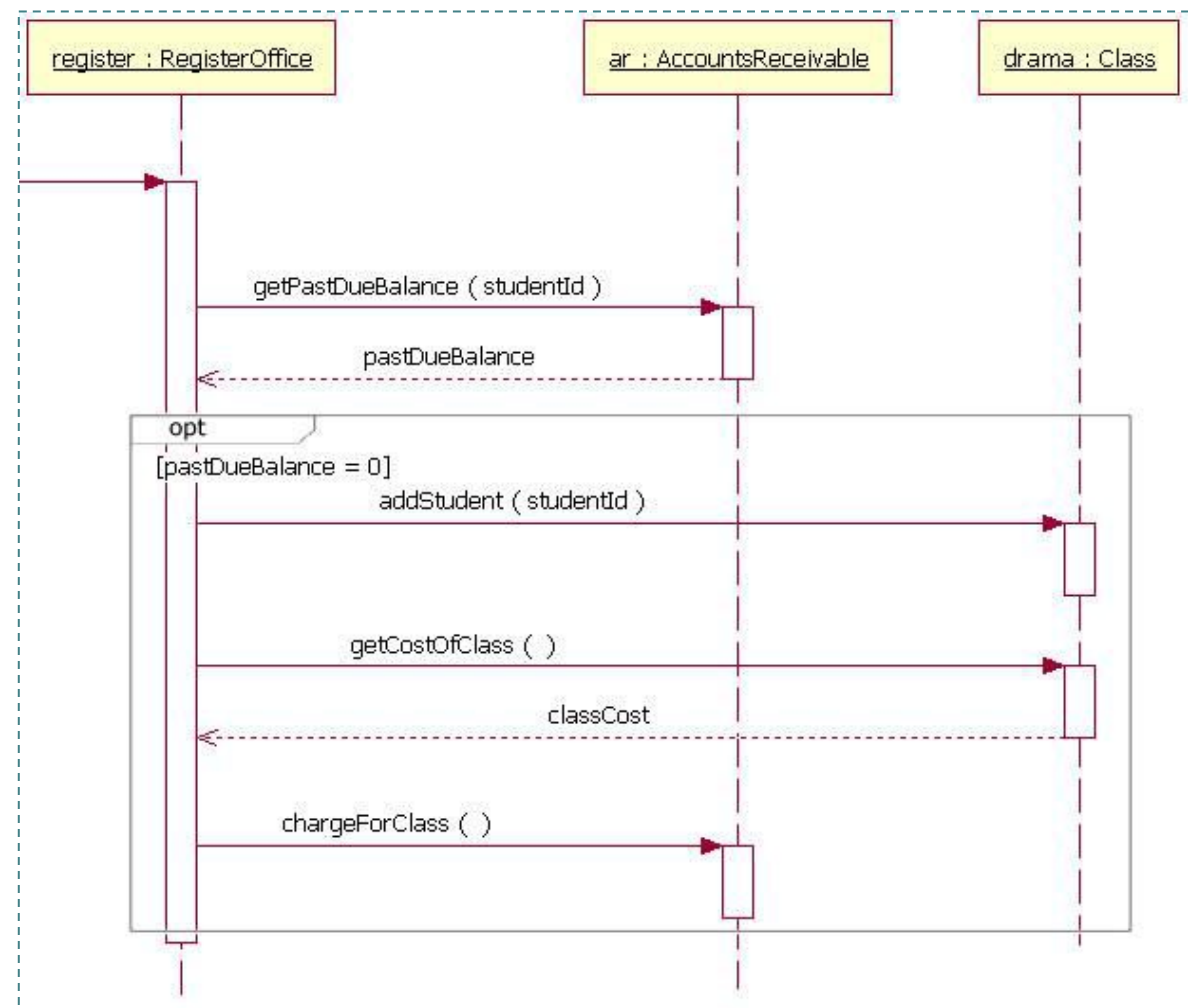 register : RegisterOffice
ar : AccountsReceivable
drama : Class
getPastDueBalance ( studentId )
pastDueBalance
opt
[pastDueBalance = 0]
addStudent ( studentId )
getCostOfClass ( )
classCost
chargeForClass ( )